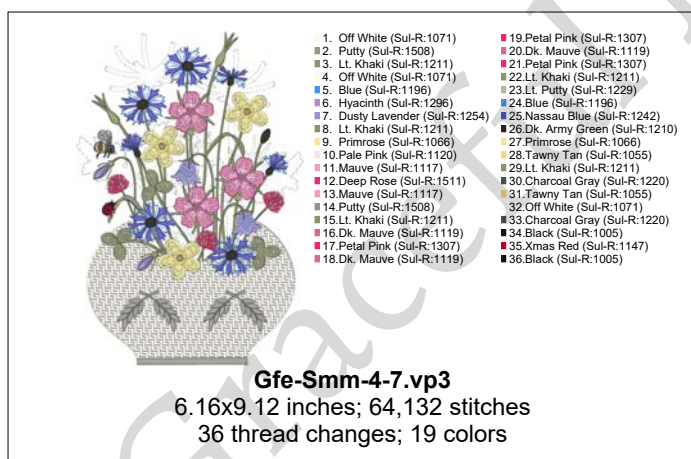 1. Off White (Sul-R:1071)
2. Putty (Sul-R:1508)
3. Lt. Khaki (Sul-R:1211)
4. Off White (Sul-R:1071)
5. Blue (Sul-R:1196)
6. Hyacinth (Sul-R:1296)
7. Dusty Lavender (Sul-R:1254)
8. Lt. Khaki (Sul-R:1211)
9. Primrose (Sul-R:1066)
10.Pale Pink (Sul-R:1120)
11.Mauve (Sul-R:1117)
12.Deep Rose (Sul-R:1511)
13.Mauve (Sul-R:1117)
14.Putty (Sul-R:1508)
15.Lt. Khaki (Sul-R:1211)
16.Dk. Mauve (Sul-R:1119)
17.Petal Pink (Sul-R:1307)
18.Dk. Mauve (Sul-R:1119)
19.Petal Pink (Sul-R:1307)
20.Dk. Mauve (Sul-R:1119)
21.Petal Pink (Sul-R:1307)
22.Lt. Khaki (Sul-R:1211)
23.Lt. Putty (Sul-R:1229)
24.Blue (Sul-R:1196)
25.Nassau Blue (Sul-R:1242)
26.Dk. Army Green (Sul-R:1210)
27.Primrose (Sul-R:1066)
28.Tawny Tan (Sul-R:1055)
29.Lt. Khaki (Sul-R:1211)
30.Charcoal Gray (Sul-R:1220)
31.Tawny Tan (Sul-R:1055)
32.Off White (Sul-R:1071)
33.Charcoal Gray (Sul-R:1220)
34.Black (Sul-R:1005)
35.Xmas Red (Sul-R:1147)
36.Black (Sul-R:1005)
Gfe-Smm-4-7.vp3
6.16x9.12 inches; 64,132 stitches
36 thread changes; 19 colors